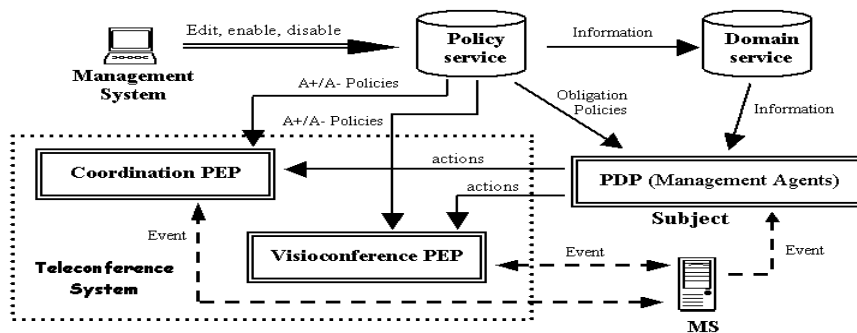 Edit, enable, disable
Policy
service
Information
Domain
service
Management
System
A+/A- Policies
A+/A- Policies
Obligation
Policies
Information
Coordination PEP
actions
PDP (Management Agents)
actions
Subject
Event
Visioconference PEP
Event
Event
Teleconference
System
MS